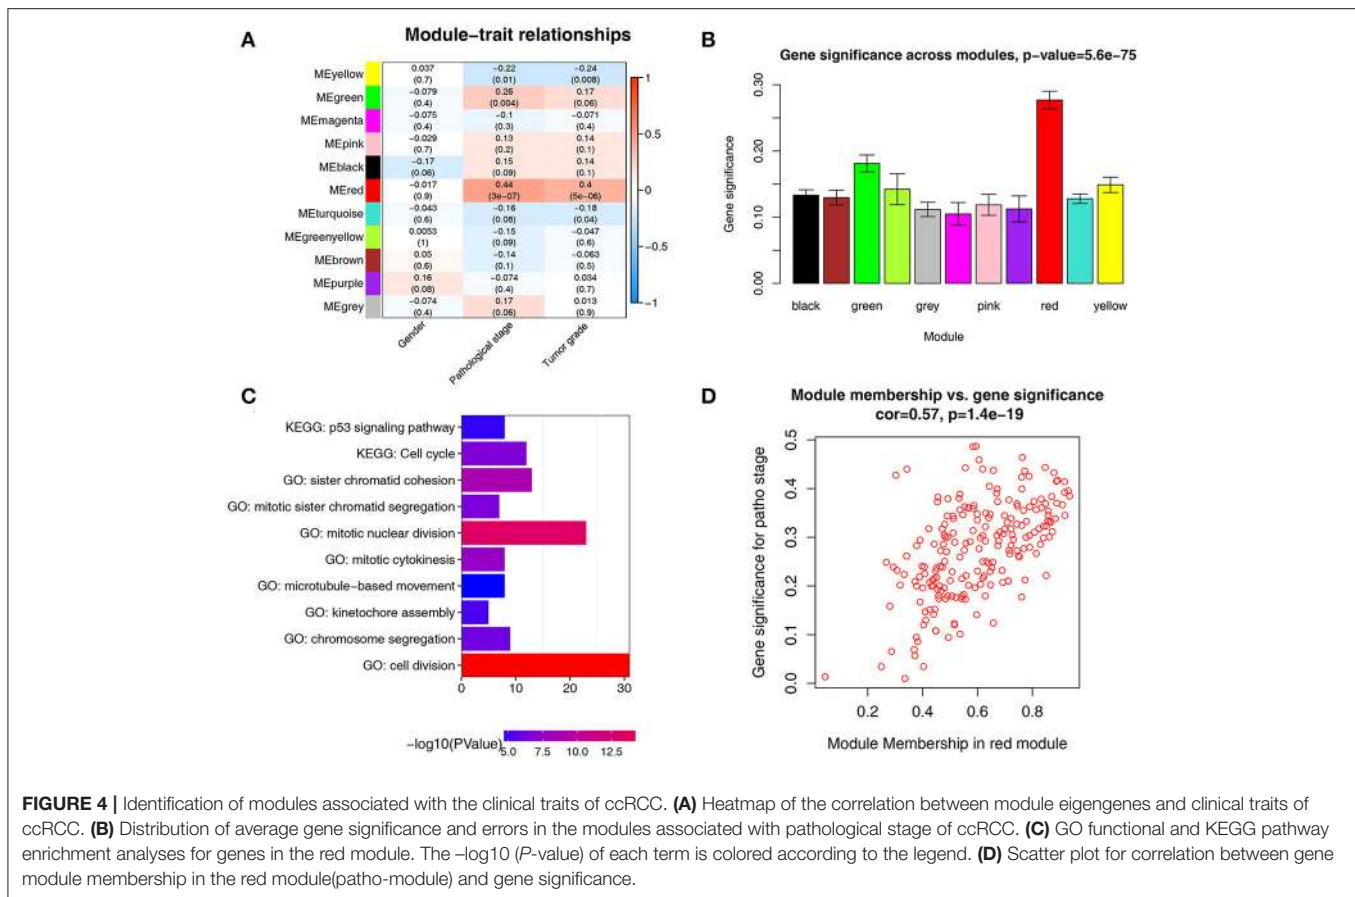 A
Module−trait relationships
MEyellow
0.037
(0.7)
−0.22
(0.01)
−0.24
(0.008)
MEgreen
−0.079
(0.4)
0.26
(0.004)
0.17
(0.06)
MEmagenta
−0.075
(0.4)
−0.1
(0.3)
−0.071
(0.4)
MEpink
−0.029
(0.7)
0.13
(0.2)
0.14
(0.1)
MEblack
−0.17
(0.06)
0.15
(0.09)
0.14
(0.1)
MEred
−0.017
(0.9)
0.44
(3e−07)
0.4
(5e−06)
MEturquoise
−0.043
(0.6)
−0.16
(0.08)
−0.18
(0.04)
MEgreenyellow
0.0053
(1)
−0.15
(0.09)
−0.047
(0.6)
MEbrown
0.05
(0.6)
−0.14
(0.1)
−0.063
(0.5)
MEpurple
0.16
(0.08)
−0.074
(0.4)
0.034
(0.7)
MEgrey
−0.074
(0.4)
0.17
(0.06)
0.013
(0.9)
Gender
Pathological stage
Tumor grade
1
0.5
0
−0.5
−1
B
Gene significance across modules, p−value=5.6e−75
Gene significance
0.30
0.20
0.10
0.00
black green grey pink red yellow
Module
C
KEGG: p53 signaling pathway
KEGG: Cell cycle
GO: sister chromatid cohesion
GO: mitotic sister chromatid segregation
GO: mitotic nuclear division
GO: mitotic cytokinesis
GO: microtubule−based movement
GO: kinetochore assembly
GO: chromosome segregation
GO: cell division
0 10 20 30
−log10(PValue)
5.0 7.5 10.0 12.5
D
Module membership vs. gene significance
cor=0.57, p=1.4e−19
Gene significance for patho stage
0.5
0.4
0.3
0.2
0.1
0.0
0.2 0.4 0.6 0.8
Module Membership in red module
FIGURE 4 | Identification of modules associated with the clinical traits of ccRCC. (A) Heatmap of the correlation between module eigengenes and clinical traits of
ccRCC. (B) Distribution of average gene significance and errors in the modules associated with pathological stage of ccRCC. (C) GO functional and KEGG pathway
enrichment analyses for genes in the red module. The –log10 (P-value) of each term is colored according to the legend. (D) Scatter plot for correlation between gene
module membership in the red module(patho-module) and gene significance.